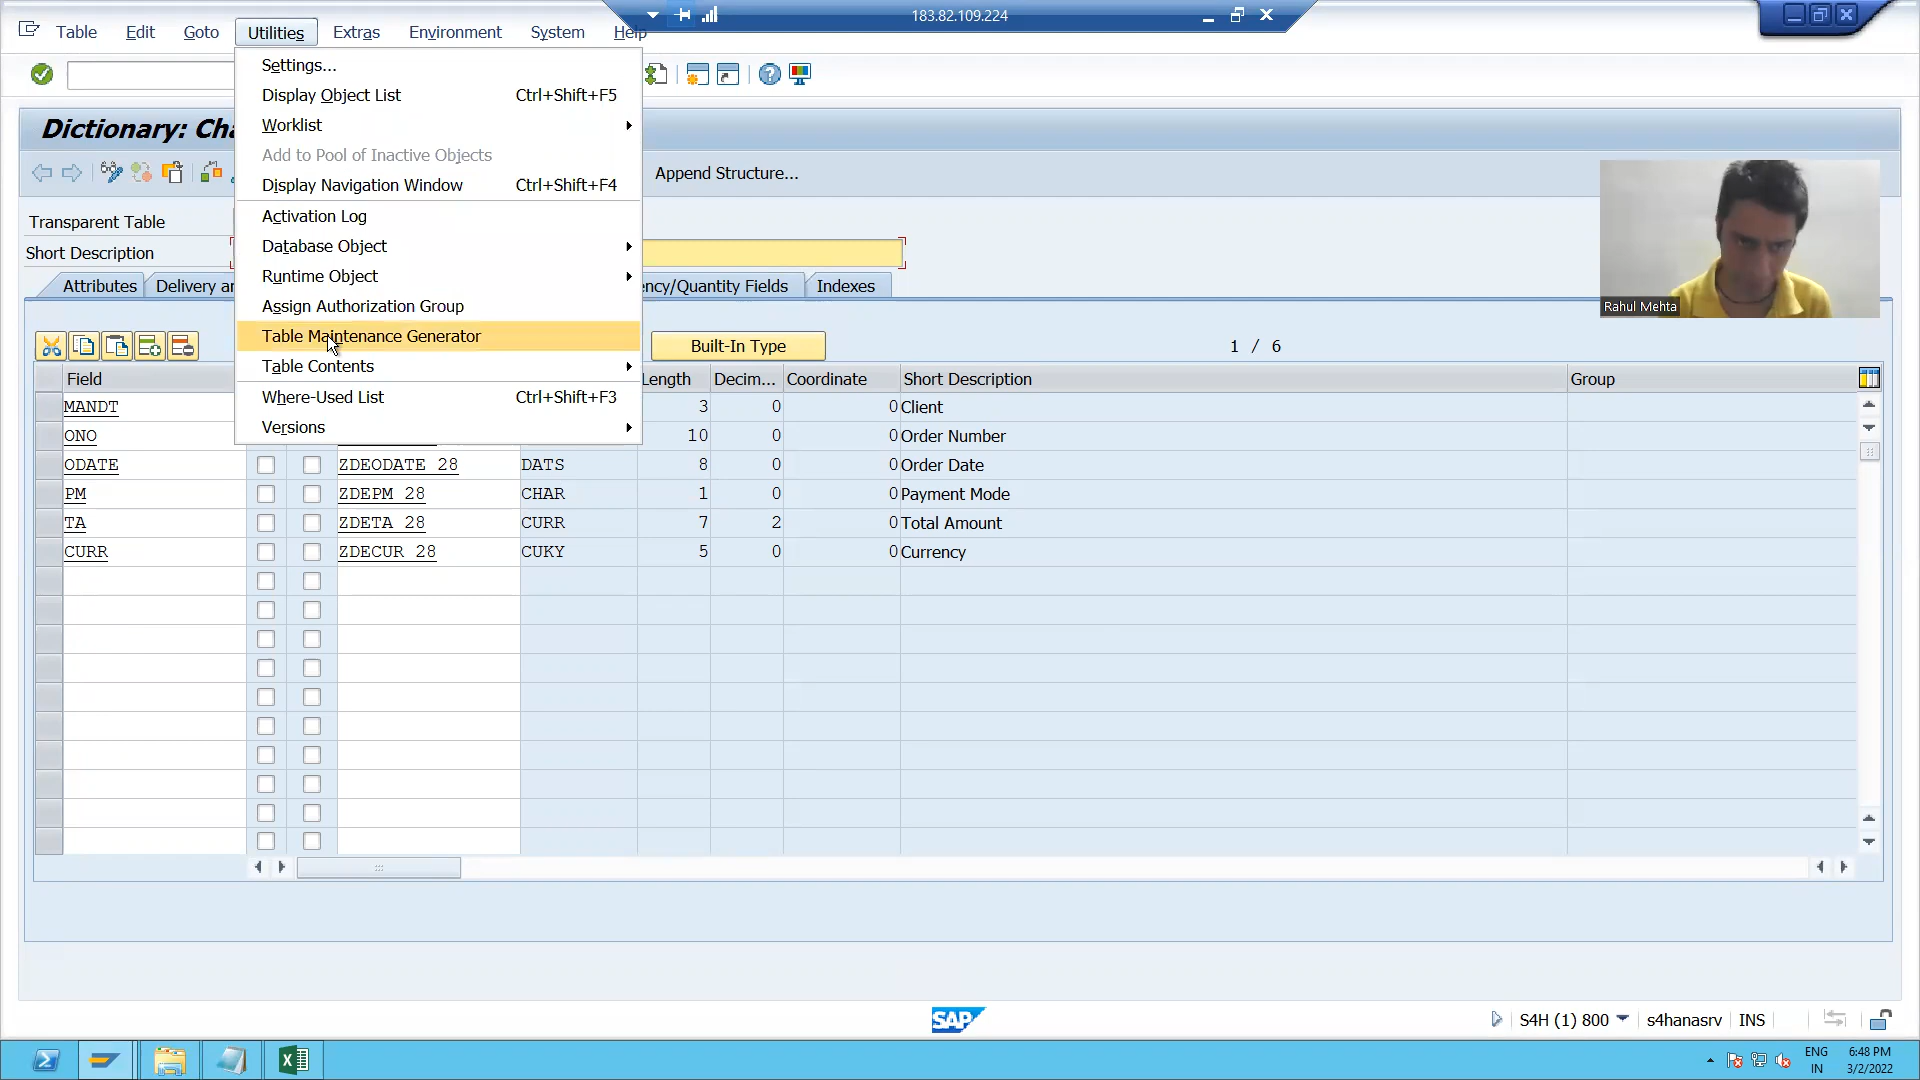 183.82.109.224
Table Edit Goto Utilities Extras Environment System Help
Settings...
Display Object List Ctrl+Shift+F5
Worklist
Add to Pool of Inactive Objects
Display Navigation Window Ctrl+Shift+F4
Activation Log
Database Object
Runtime Object
Assign Authorization Group
Table Maintenance Generator
Table Contents
Where-Used List Ctrl+Shift+F3
Versions
Dictionary: Cha
Append Structure...
Transparent Table
Short Description
Attributes Delivery an ency/Quantity Fields Indexes
Built-In Type 1 / 6
Field Length Decim... Coordinate Short Description Group
MANDT 3 0 0 Client
ONO 10 0 0 Order Number
ODATE ZDEODATE_28 DATS 8 0 0 Order Date
PM ZDEPM_28 CHAR 1 0 0 Payment Mode
TA ZDETA_28 CURR 7 2 0 Total Amount
CURR ZDECUR_28 CUKY 5 0 0 Currency
Rahul Mehta
SAP
S4H (1) 800 s4hanasrv INS
ENG 6:48 PM
IN 3/2/2022